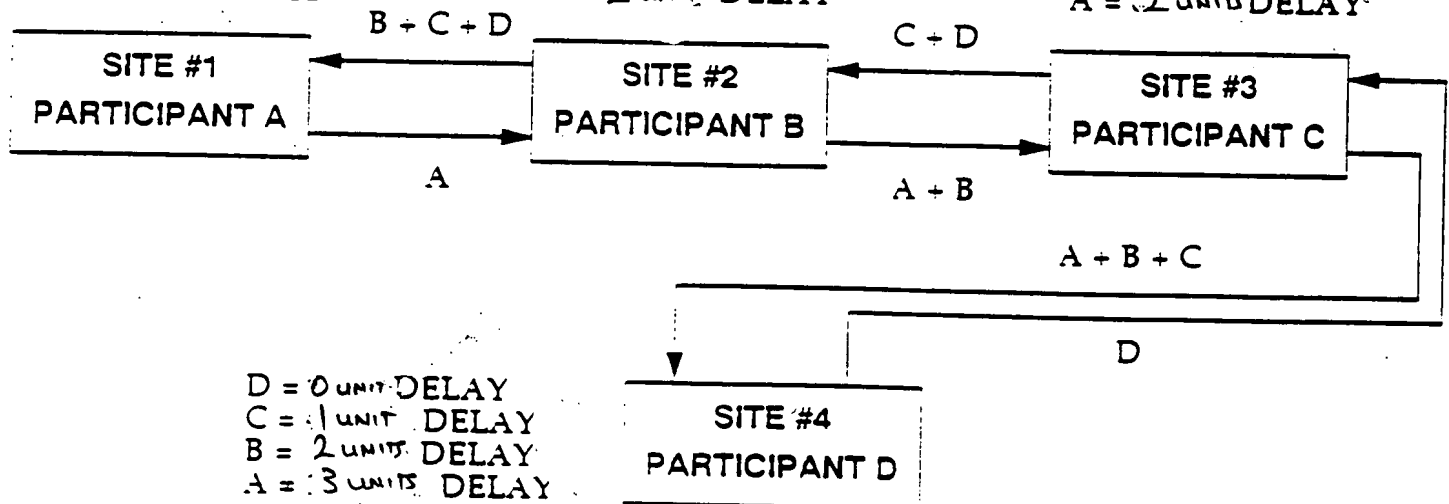 DELAY
A = .2 UNITS DELAY
B + C + D
C + D
SITE #1
PARTICIPANT A
SITE #2
PARTICIPANT B
SITE #3
PARTICIPANT C
A
A + B
A + B + C
D
D = 0 UNIT DELAY
C = 1 UNIT DELAY
B = 2 UNITS DELAY
A = 3 UNITS DELAY
SITE #4
PARTICIPANT D